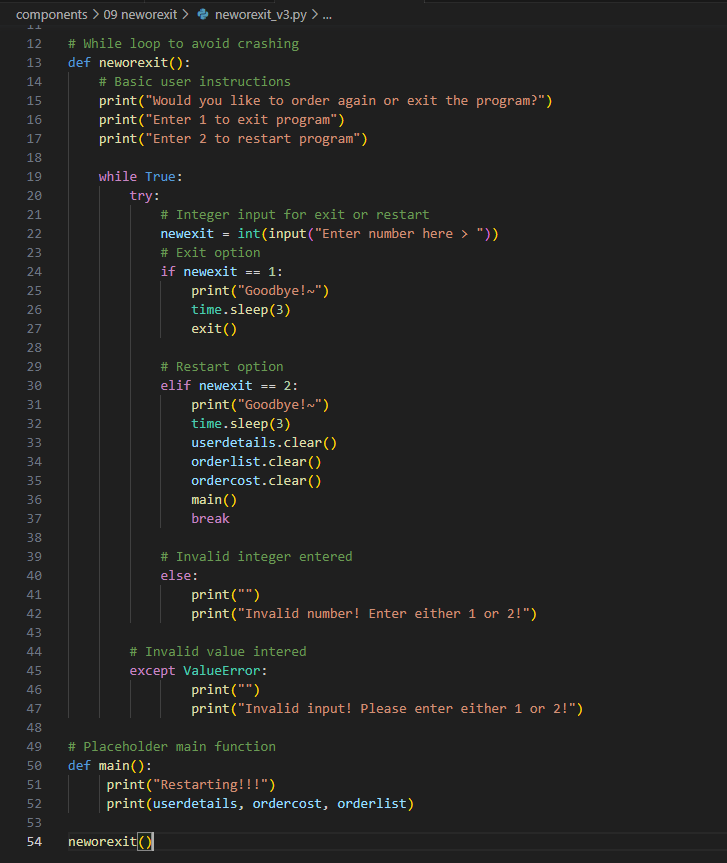 components > 09 neworexit > neworexit_v3.py > ...
11
12 # While loop to avoid crashing
13 def neworexit():
14     # Basic user instructions
15     print("Would you like to order again or exit the program?")
16     print("Enter 1 to exit program")
17     print("Enter 2 to restart program")
18
19     while True:
20         try:
21             # Integer input for exit or restart
22             newexit = int(input("Enter number here > "))
23             # Exit option
24             if newexit == 1:
25                 print("Goodbye!~")
26                 time.sleep(3)
27                 exit()
28
29             # Restart option
30             elif newexit == 2:
31                 print("Goodbye!~")
32                 time.sleep(3)
33                 userdetails.clear()
34                 orderlist.clear()
35                 ordercost.clear()
36                 main()
37                 break
38
39             # Invalid integer entered
40             else:
41                 print("")
42                 print("Invalid number! Enter either 1 or 2!")
43
44         # Invalid value intered
45         except ValueError:
46                 print("")
47                 print("Invalid input! Please enter either 1 or 2!")
48
49 # Placeholder main function
50 def main():
51      print("Restarting!!!")
52      print(userdetails, ordercost, orderlist)
53
54 neworexit()